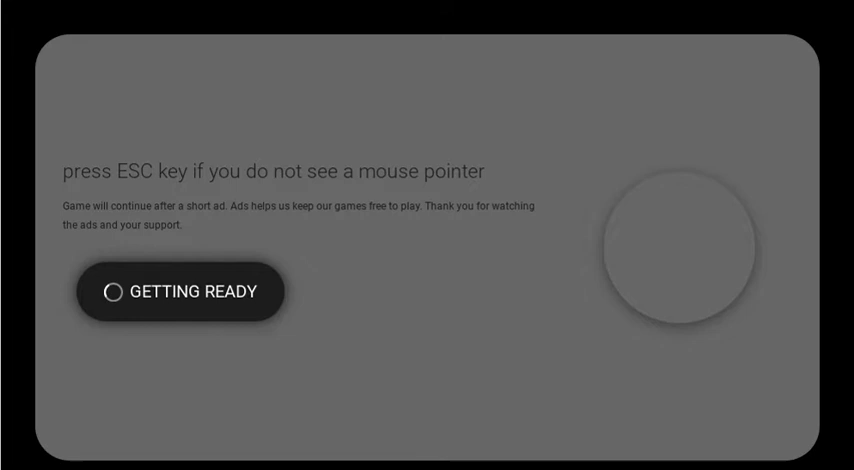 press ESC key if you do not see a mouse pointer
Game will continue after a short ad. Ads helps us keep our games free to play. Thank you for watching
the ads and your support.
GETTING READY